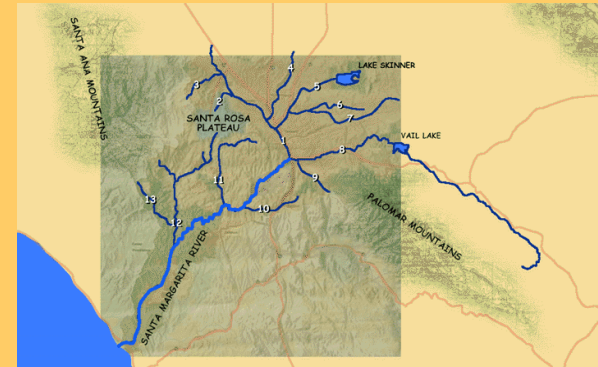 SANTA ANA MOUNTAINS
4
LAKE SKINNER
3
5
2
6
7
SANTA ROSA
PLATEAU
1
VAIL LAKE
8
11
9
13
10
12
PALOMAR MOUNTAINS
SANTA MARGARITA RIVER